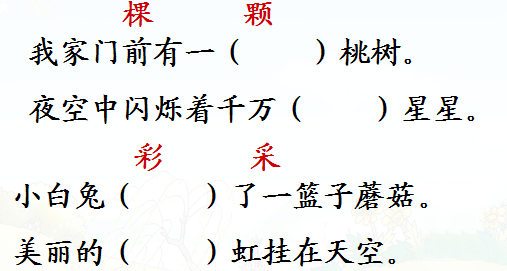 棵 颗
我家门前有一（ ）桃树。
夜空中闪烁着千万（ ）星星。
彩 采
小白兔（ ）了一篮子蘑菇。
美丽的（ ）虹挂在天空。